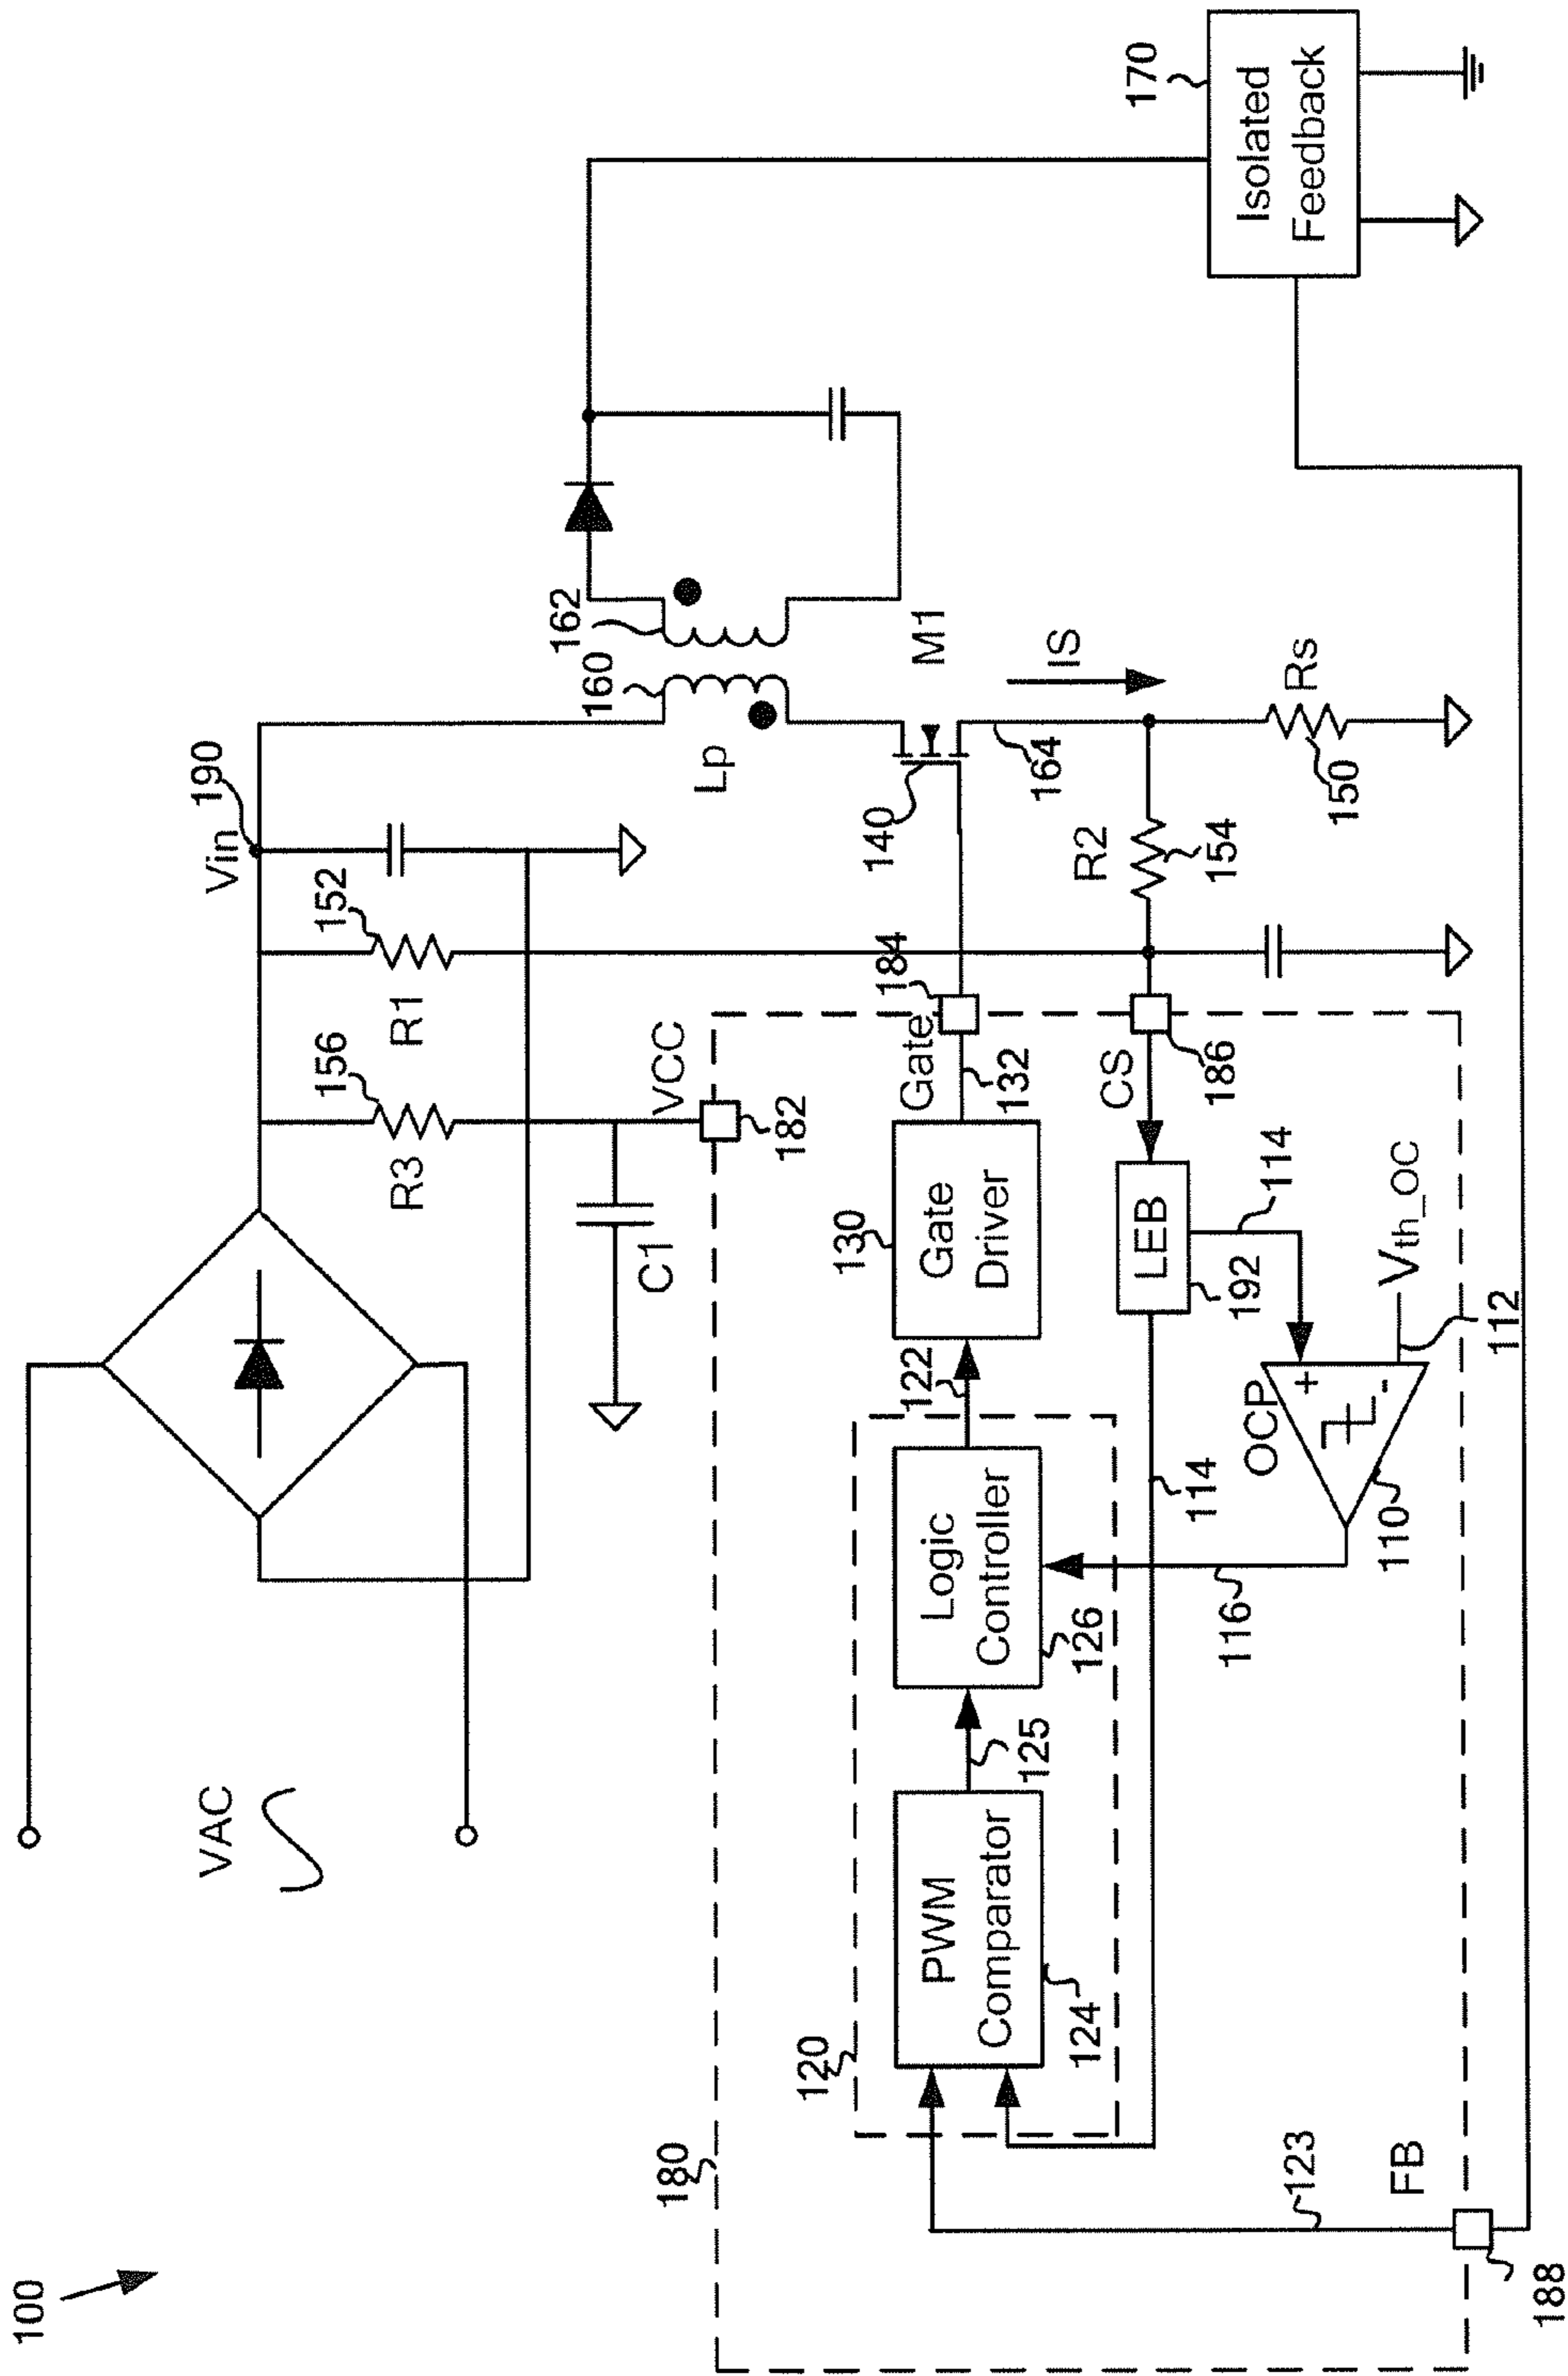 100
VAC
Vin
190
156
152
R3
R1
Lp
160
162
C1
VCC
182
180
M1
140
184
Gate
132
130
Gate
Driver
122
120
Logic
Controller
126
125
PWM
Comparator
124
164
IS
R2
154
Rs
150
CS
186
LEB
192
114
114
OCP
+
-
Vth_OC
110
112
116
123
FB
188
170
Isolated
Feedback